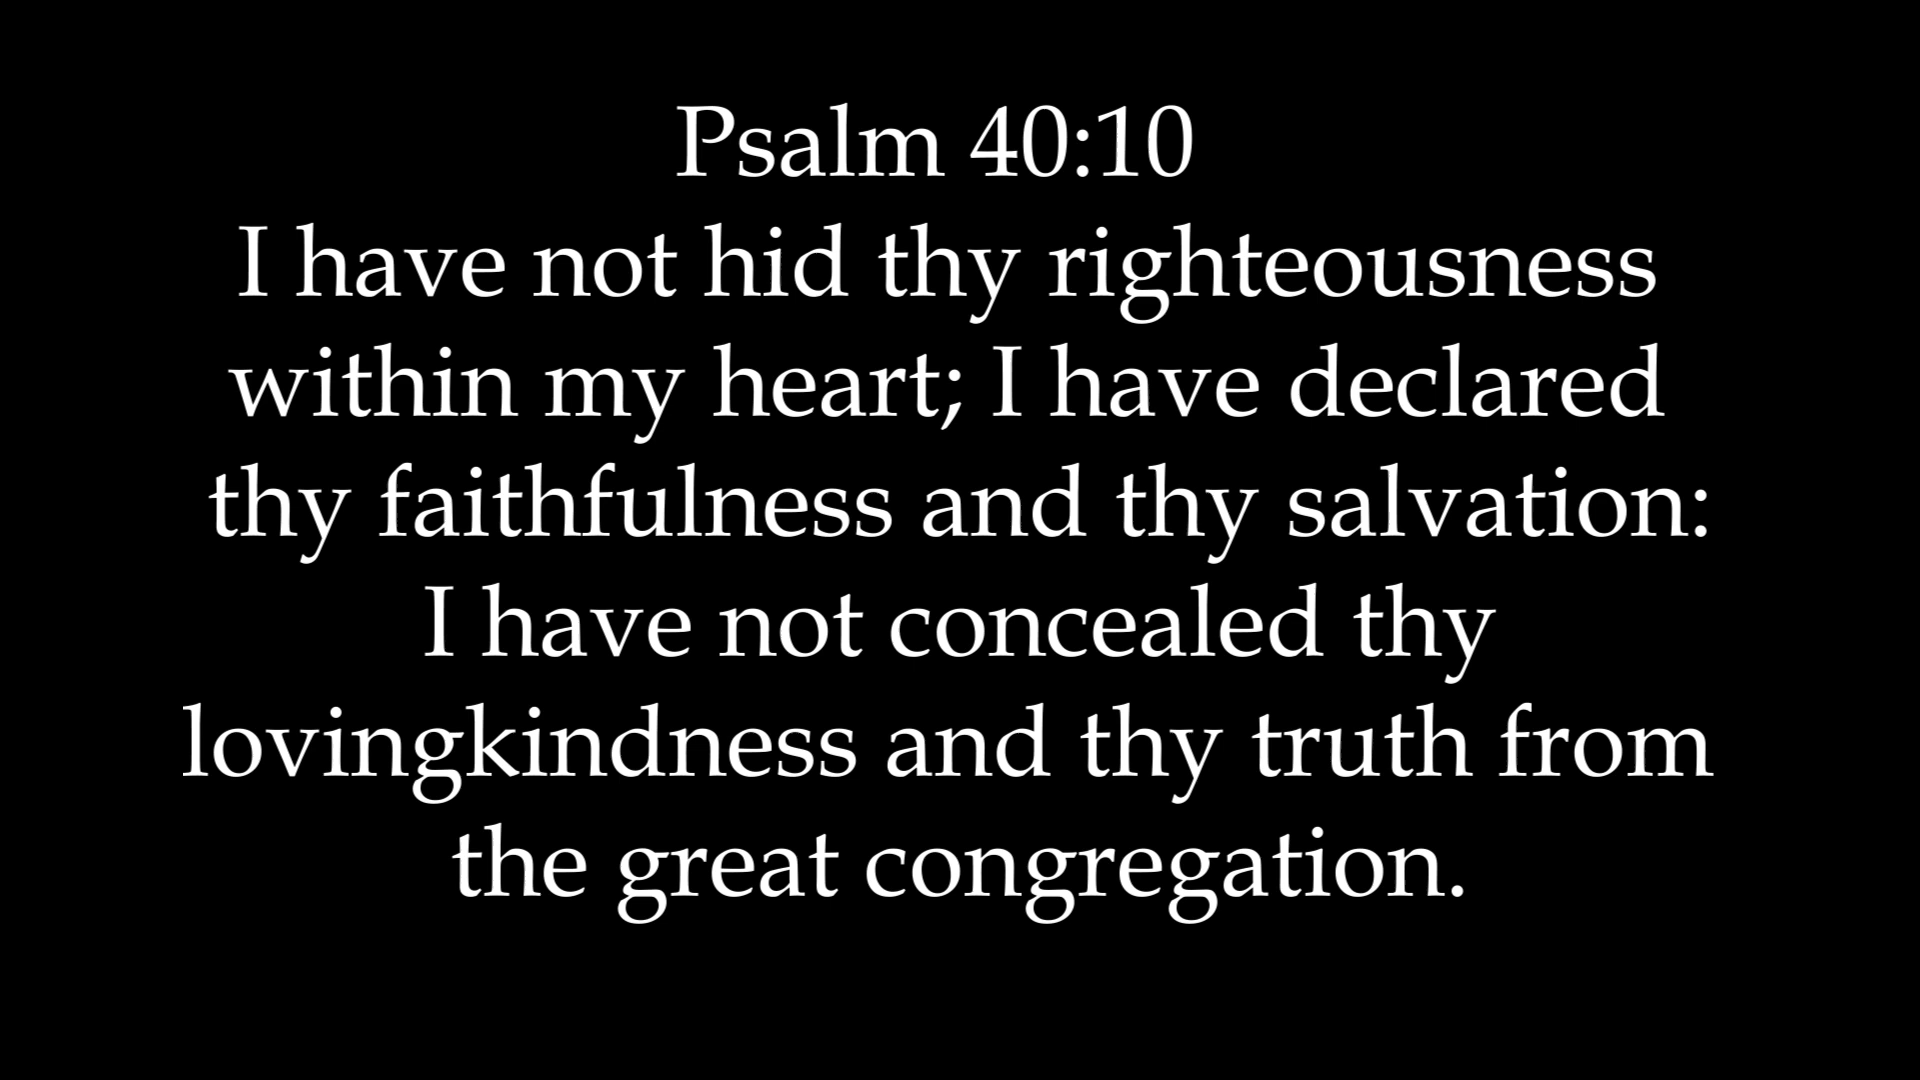 Psalm 40:10
I have not hid thy righteousness
within my heart; I have declared
thy faithfulness and thy salvation:
I have not concealed thy
lovingkindness and thy truth from
the great congregation.